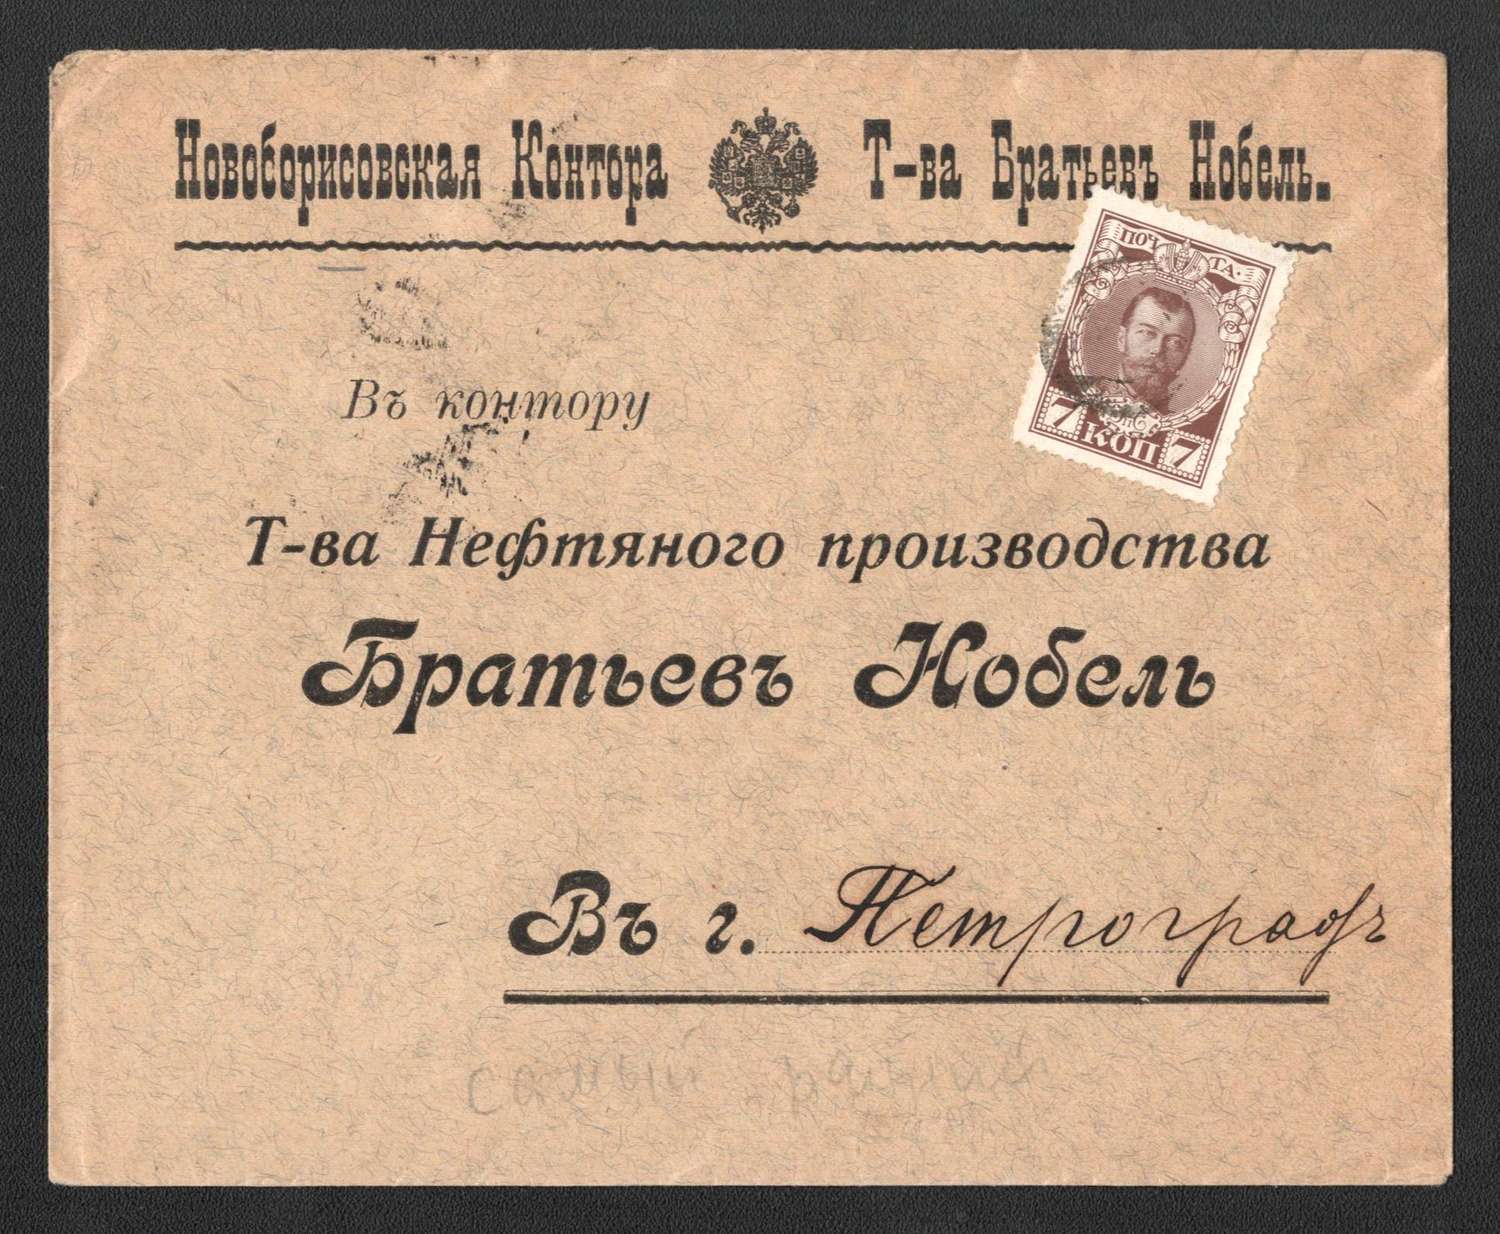 Новоборисовская Контора Т-ва Братьевъ Нобель.
ПОЧТА.
7 КОП 7
Въ контору
Т-ва Нефтяного производства
Братьевъ Нобель
Въ г. Петроградъ
самый ранний